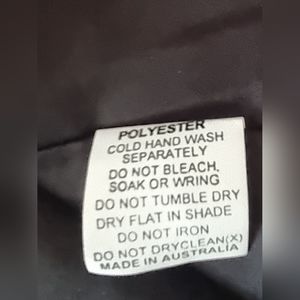 POLYESTER
COLD HAND WASH
SEPARATELY
DO NOT BLEACH,
SOAK OR WRING
DO NOT TUMBLE DRY
DRY FLAT IN SHADE
DO NOT IRON
DO NOT DRYCLEAN(X)
MADE IN AUSTRALIA